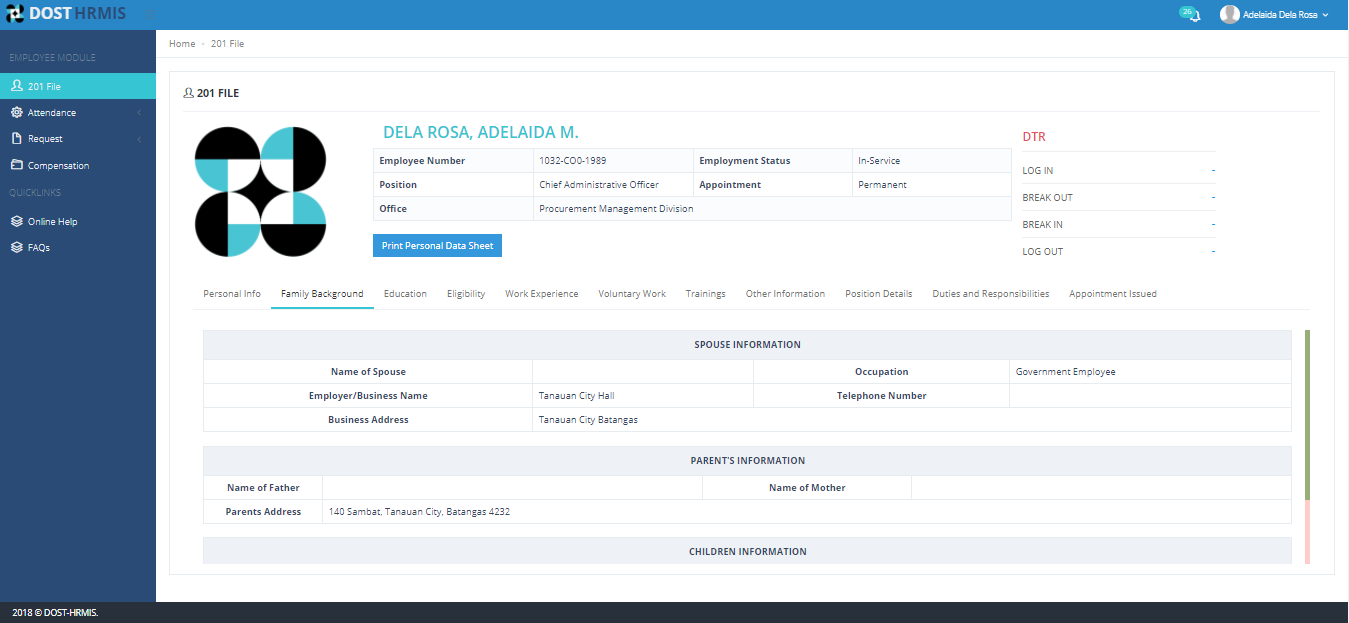 DOST HRMIS
26
Adelaida Dela Rosa
EMPLOYEE MODULE
201 File
Attendance
Request
Compensation
QUICKLINKS
Online Help
FAQs
Home
201 File
201 FILE
DELA ROSA, ADELAIDA M.
Employee Number 1032-CO0-1989 Employment Status In-Service
Position Chief Administrative Officer Appointment Permanent
Office Procurement Management Division
Print Personal Data Sheet
DTR
LOG IN -
BREAK OUT -
BREAK IN -
LOG OUT -
Personal Info Family Background Education Eligibility Work Experience Voluntary Work Trainings Other Information Position Details Duties and Responsibilities Appointment Issued
SPOUSE INFORMATION
Name of Spouse Occupation Government Employee
Employer/Business Name Tanauan City Hall Telephone Number
Business Address Tanauan City Batangas
PARENT'S INFORMATION
Name of Father Name of Mother
Parents Address 140 Sambat, Tanauan City, Batangas 4232
CHILDREN INFORMATION
2018 © DOST-HRMIS.